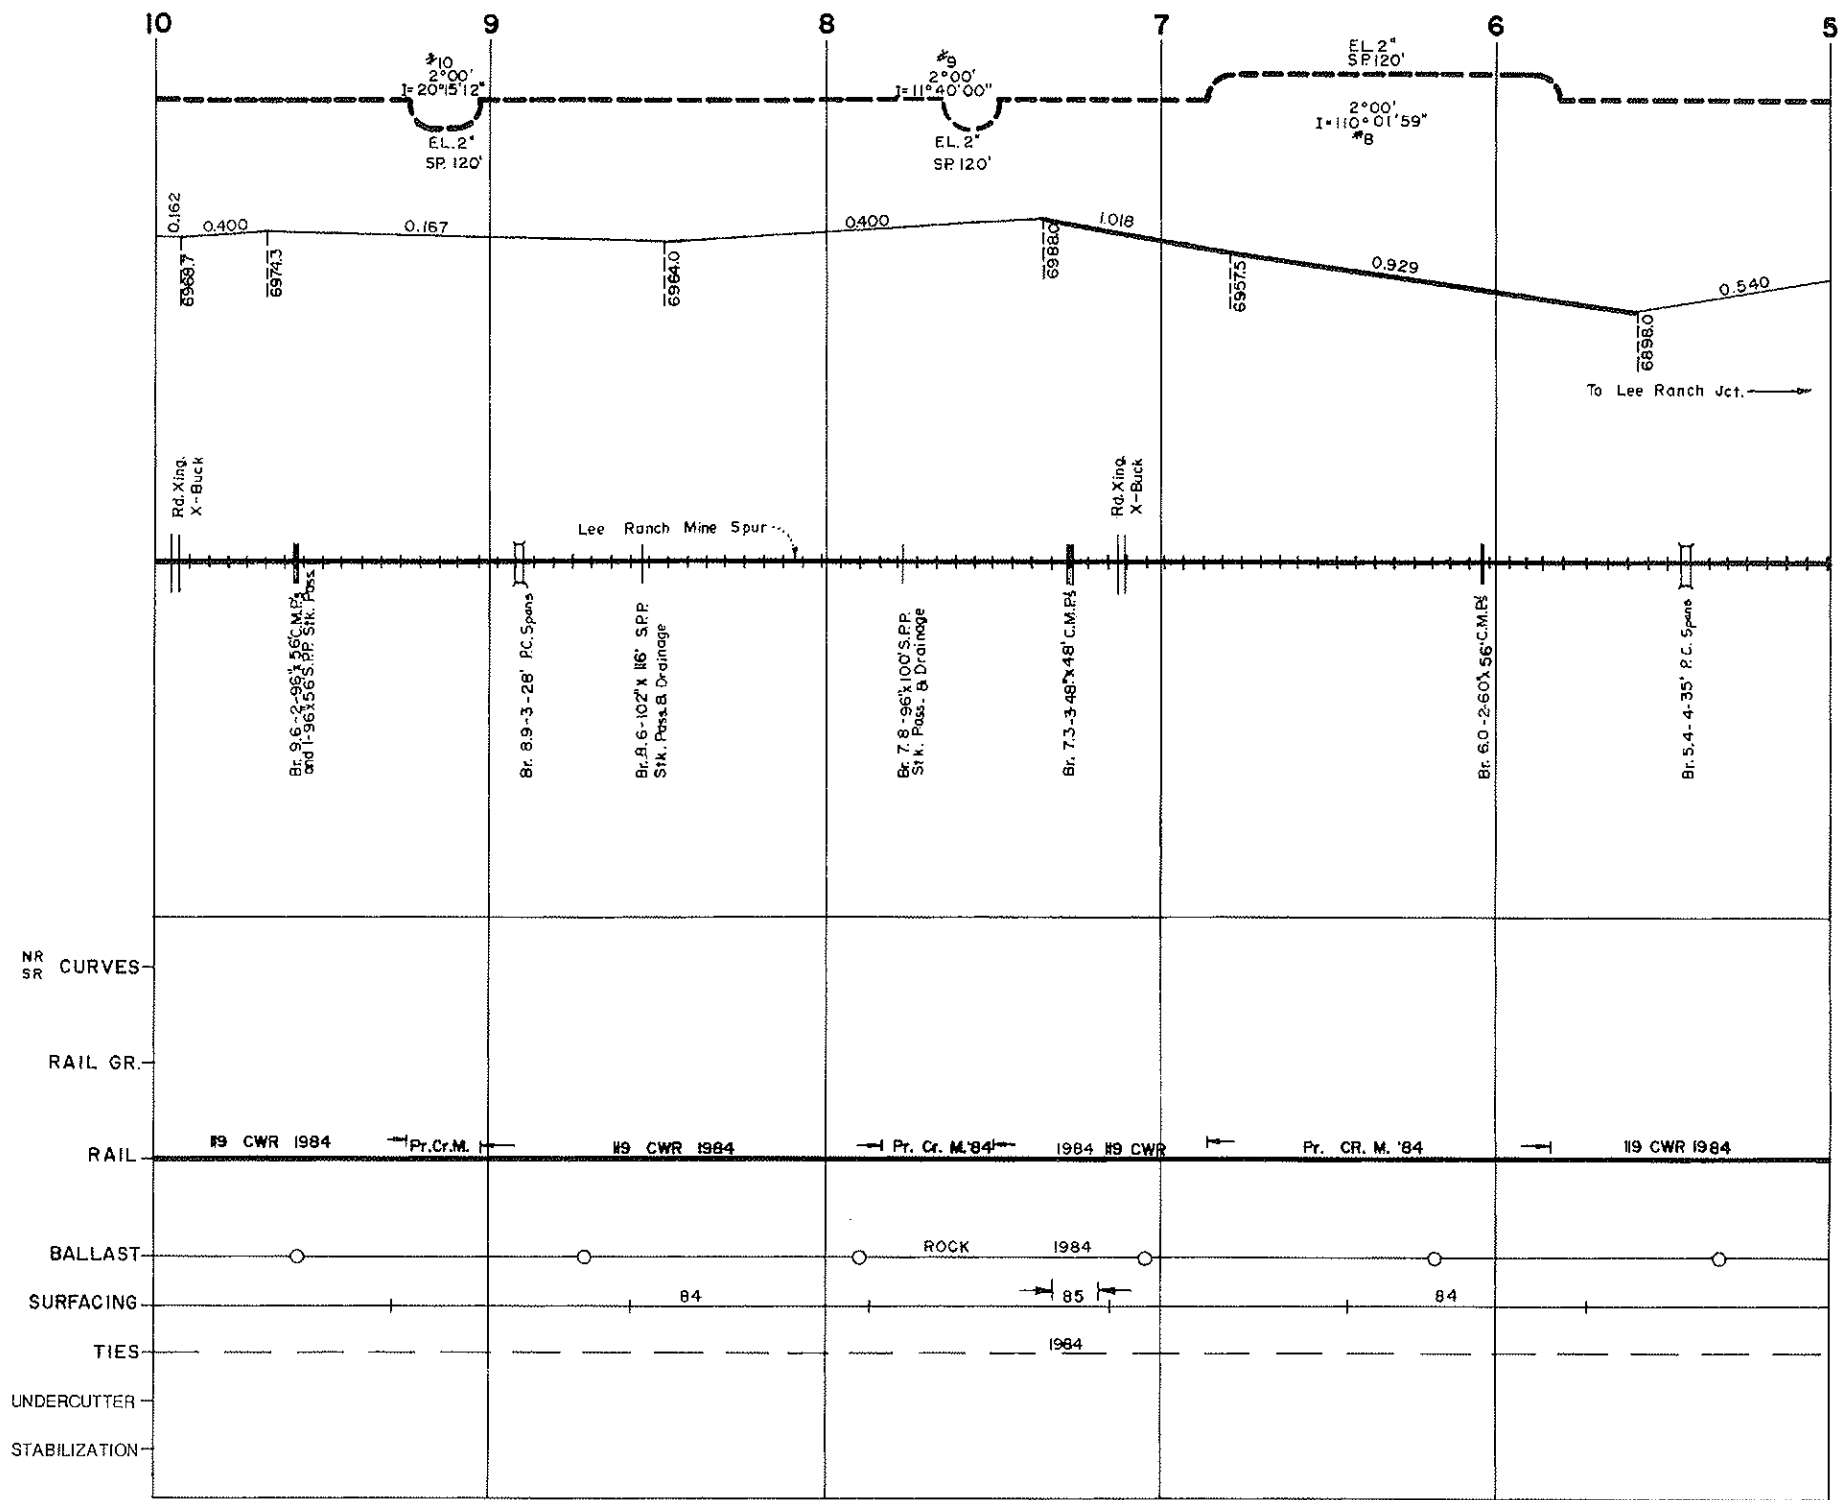 10 9 8 7 6 5
#10
2°00'
I=20°15'12"
EL. 2"
SP. 120'
#9
2°00'
I=11°40'00"
EL. 2"
SP. 120'
EL. 2"
SP. 120'
2°00'
I=110°01'59"
#8
0.162
0.400
0.167
0.400
1.018
0.929
0.540
6968.7
6974.3
6964.0
6988.0
6957.5
6898.0
To Lee Ranch Jct.
Rd. Xing.
X-Buck
Lee Ranch Mine Spur
Rd. Xing.
X-Buck
Br. 9.6-2-96"x 56' C.M.P.'s
and 1-96"x56' S.P.P. Stk. Pass.
Br. 8.9-3-28' P.C. Spans
Br. 8.6-102" X 116' S.P.P.
Stk. Pass. & Drainage
Br. 7.8-96"x100' S.P.P.
Stk. Pass. & Drainage
Br. 7.3-3-48"x48' C.M.P.'s
Br. 6.0-2-60"x56' C.M.P.'s
Br. 5.4-4-35' P.C. Spans
NR
SR CURVES
RAIL GR.
RAIL
119 CWR 1984
Pr. Cr. M.
119 CWR 1984
Pr. Cr. M. '84
1984 119 CWR
Pr. CR. M. '84
119 CWR 1984
BALLAST
ROCK 1984
SURFACING
84
85
84
TIES
1984
UNDERCUTTER
STABILIZATION